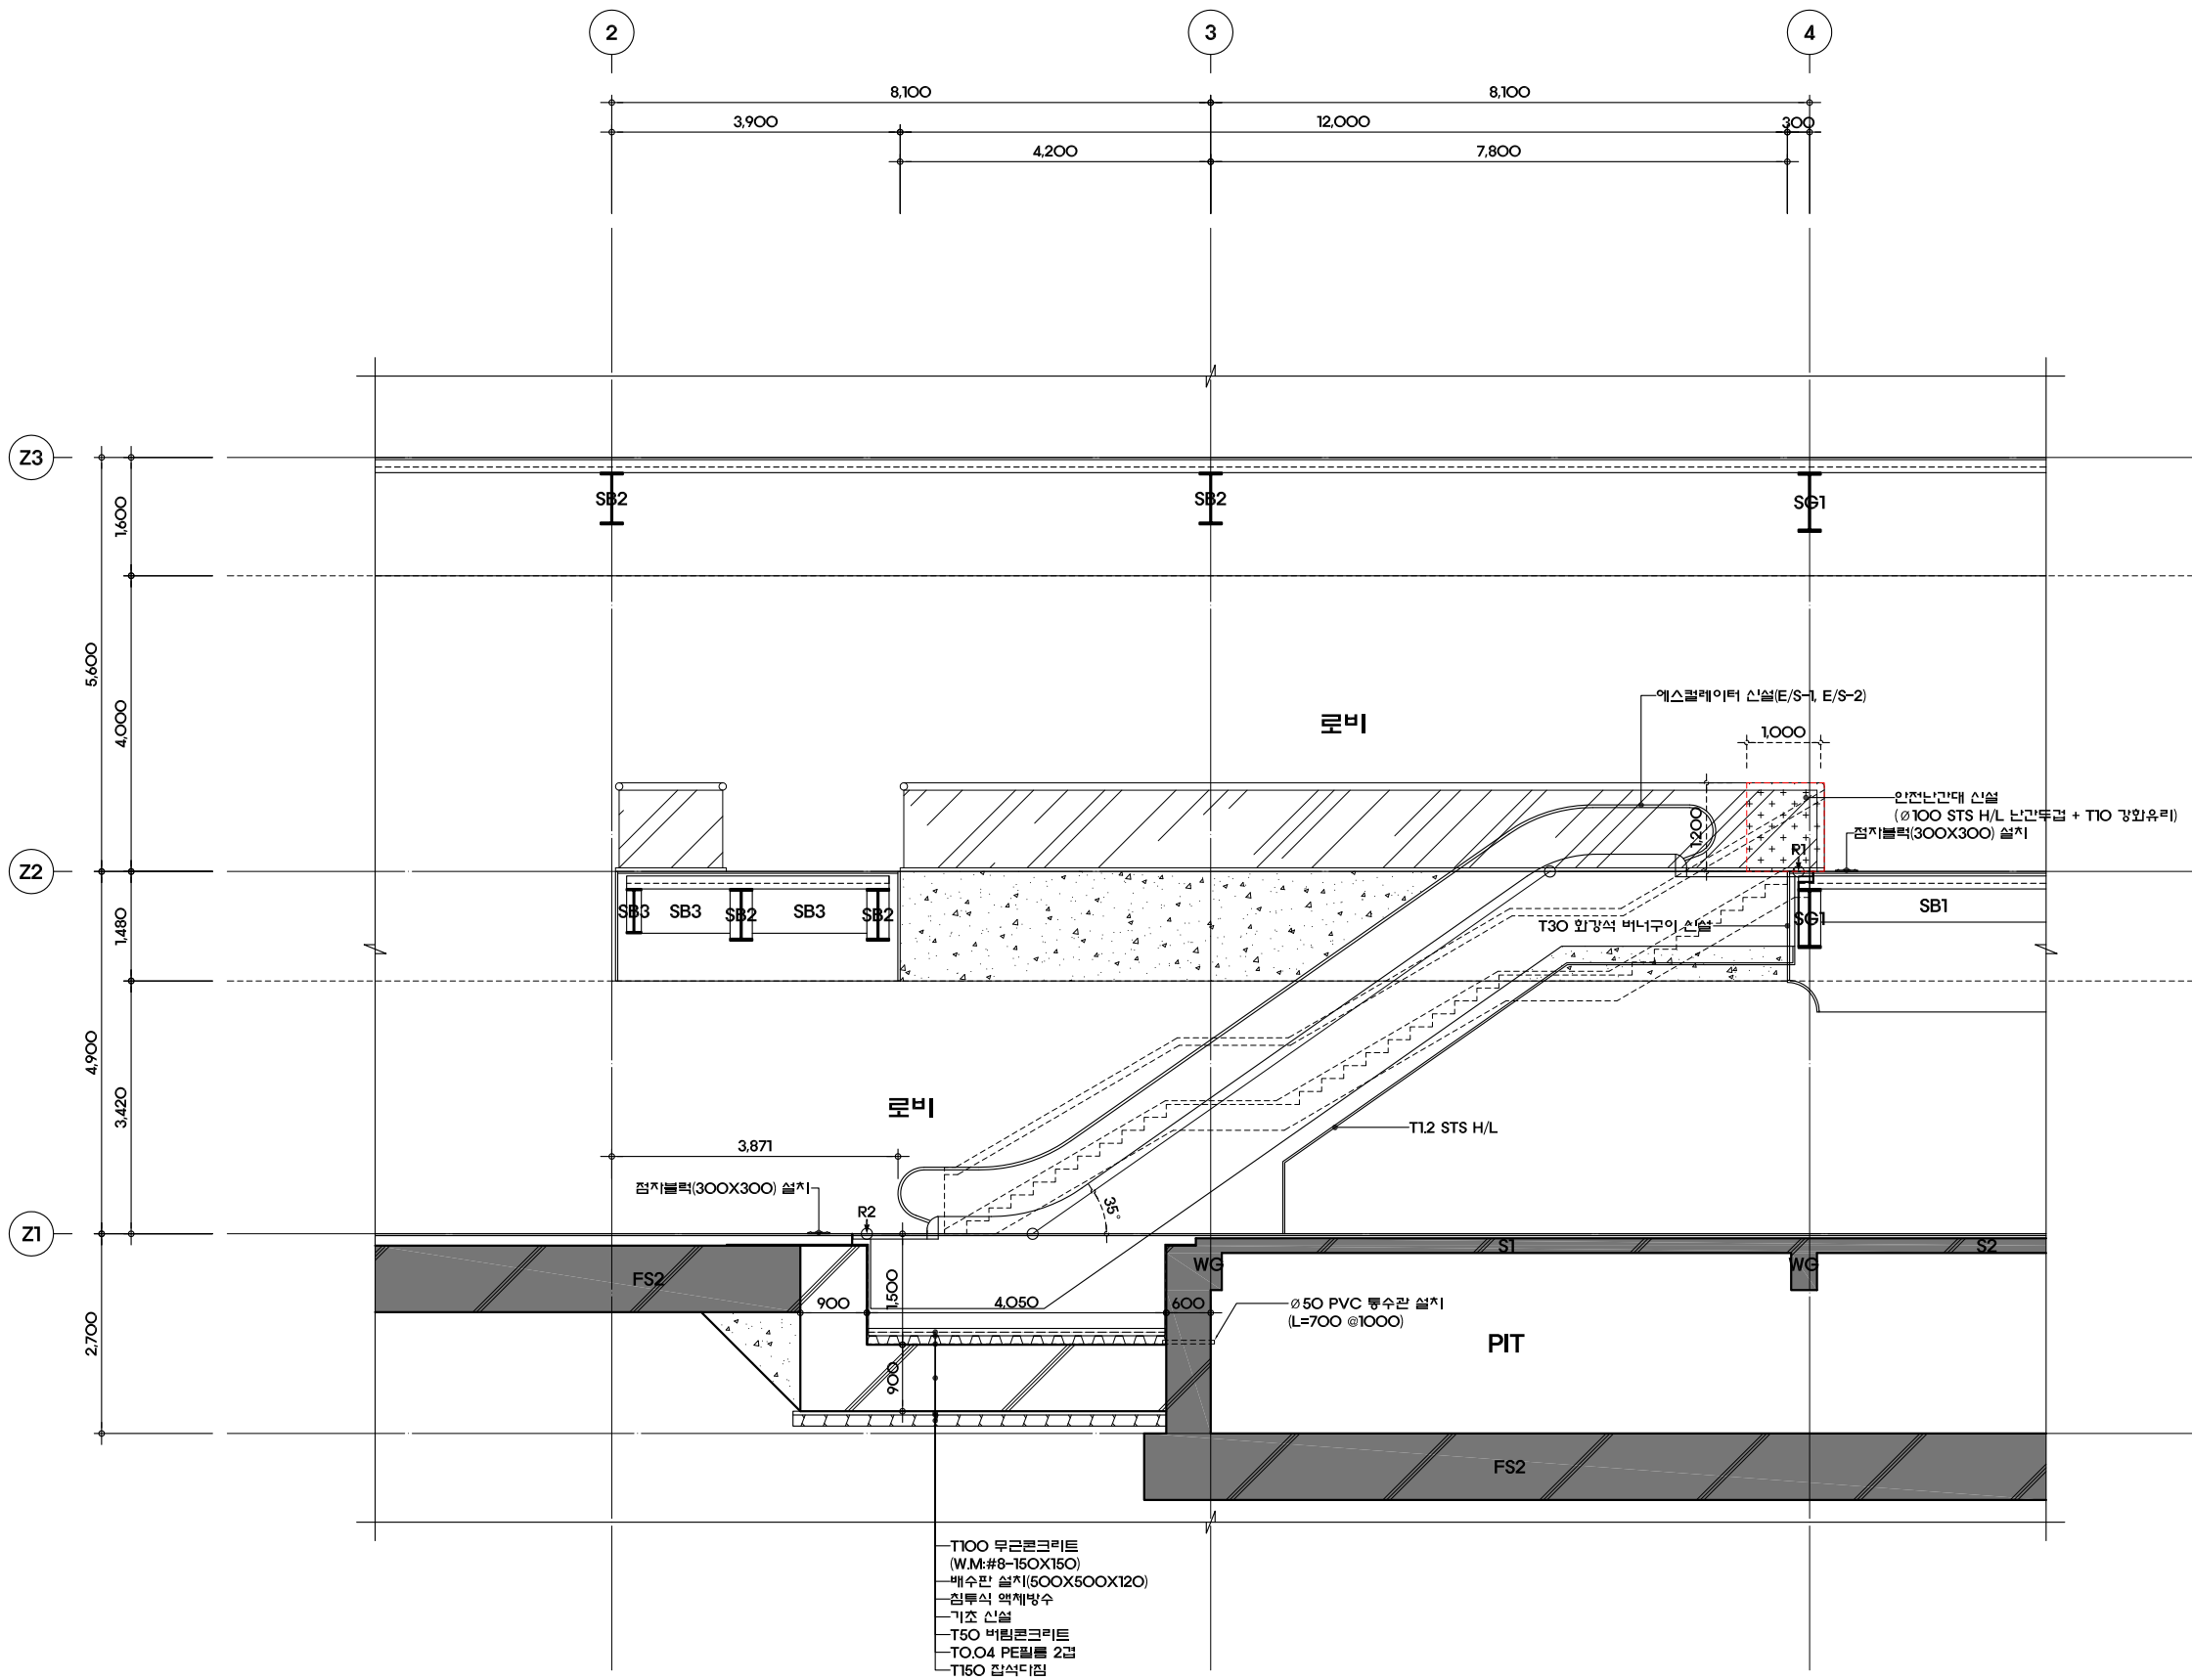 2
3
4
8,100
8,100
3,900
12,000
300
4,200
7,800
Z3
SB2
SB2
SG1
1,600
5,600
4,000
에스컬레이터 신설(E/S-1, E/S-2)
로비
1,000
안전난간대 신설
(Ø100 STS H/L 난간두겁 + T10 강화유리)
1,200
점자블럭(300X300) 설치
R1
Z2
SB3
SB3
SB2
SB3
SB2
SB1
SG1
T30 화강석 버너구이 신설
1,480
4,900
3,420
로비
T1.2 STS H/L
3,871
점자블럭(300X300) 설치
R2
35°
Z1
S1
S2
WG
WG
FS2
900
1,500
4,050
600
Ø50 PVC 통수관 설치
(L=700 @1000)
2,700
PIT
900
FS2
T100 무근콘크리트
(W.M:#8-150X150)
배수판 설치(500X500X120)
침투식 액체방수
기초 신설
T50 버림콘크리트
T0.04 PE필름 2겹
T150 잡석다짐